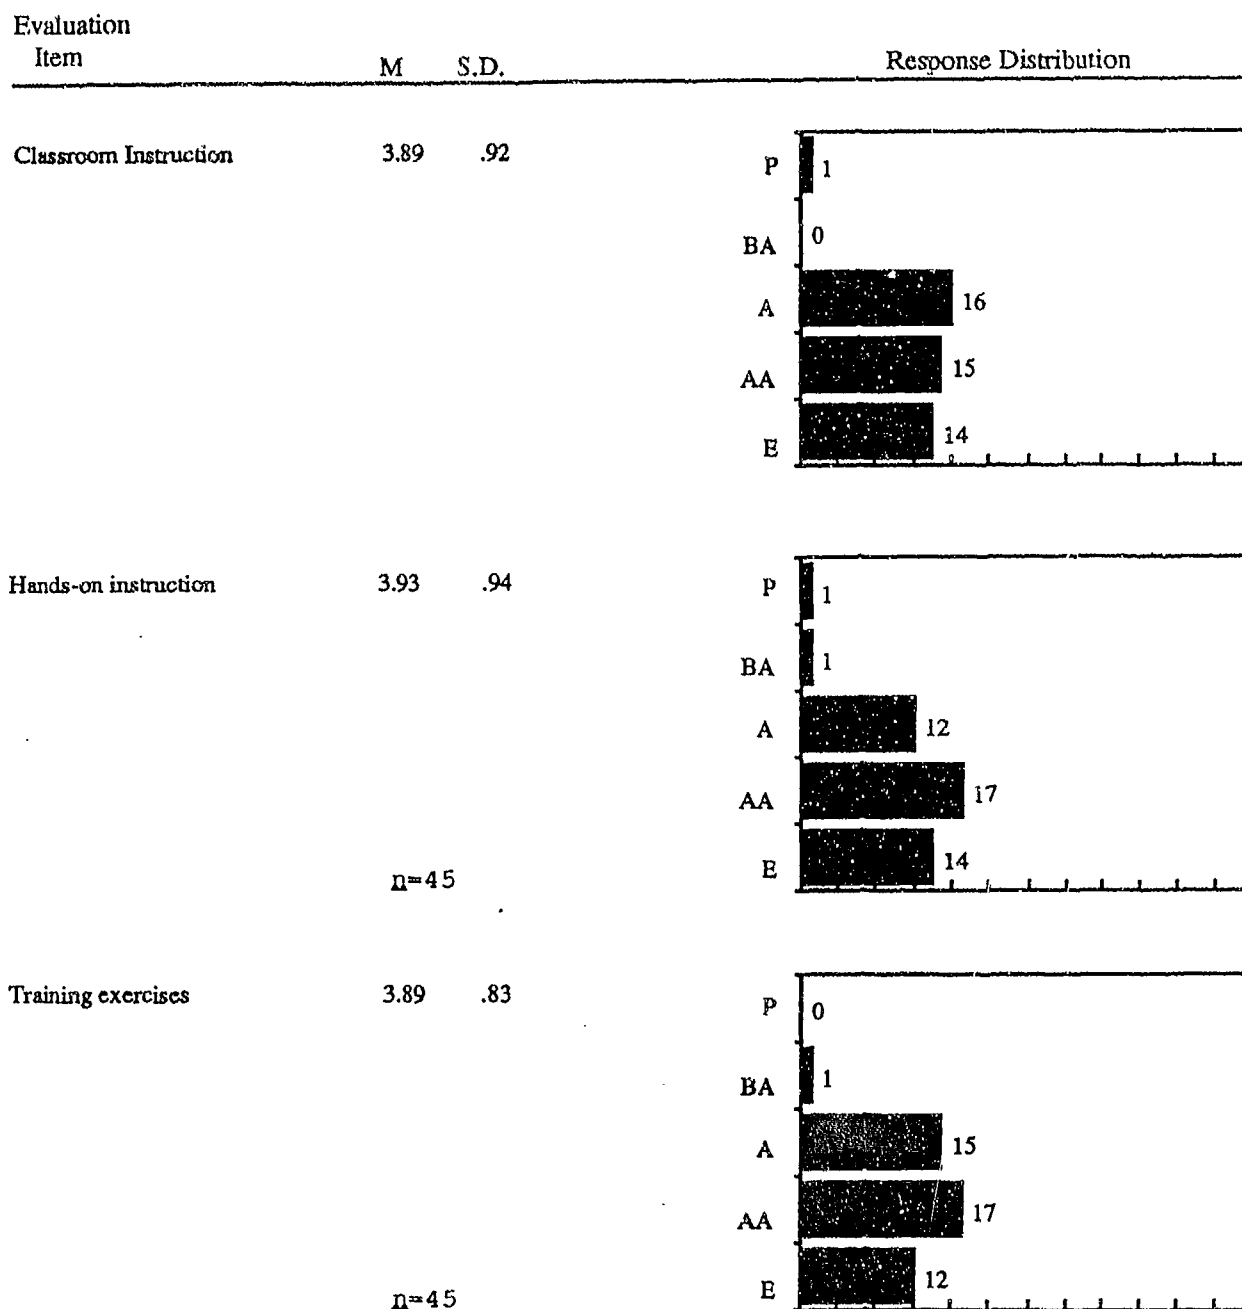 Evaluation
Item M S.D. Response Distribution
Classroom Instruction 3.89 .92
P 1
BA 0
A 16
AA 15
E 14
Hands-on instruction 3.93 .94
P 1
BA 1
A 12
AA 17
E 14
n=45
Training exercises 3.89 .83
P 0
BA 1
A 15
AA 17
E 12
n=45